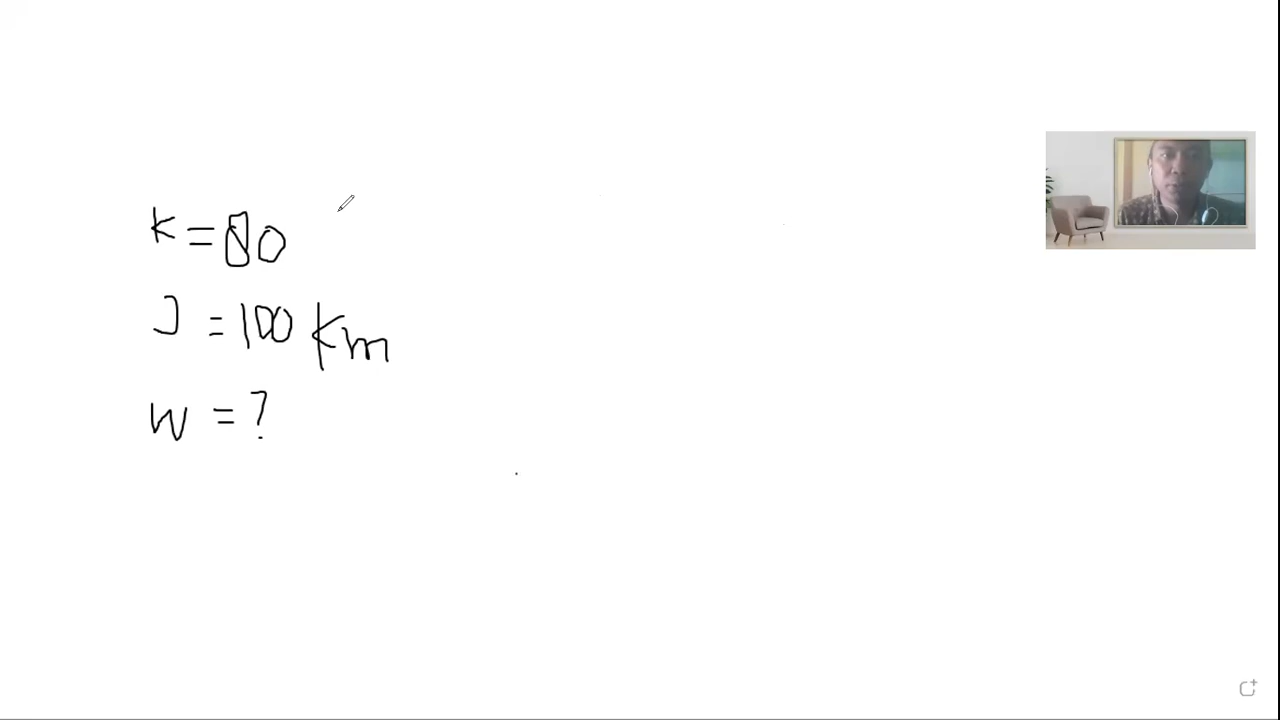 K = 80
J = 100 Km
W = ?